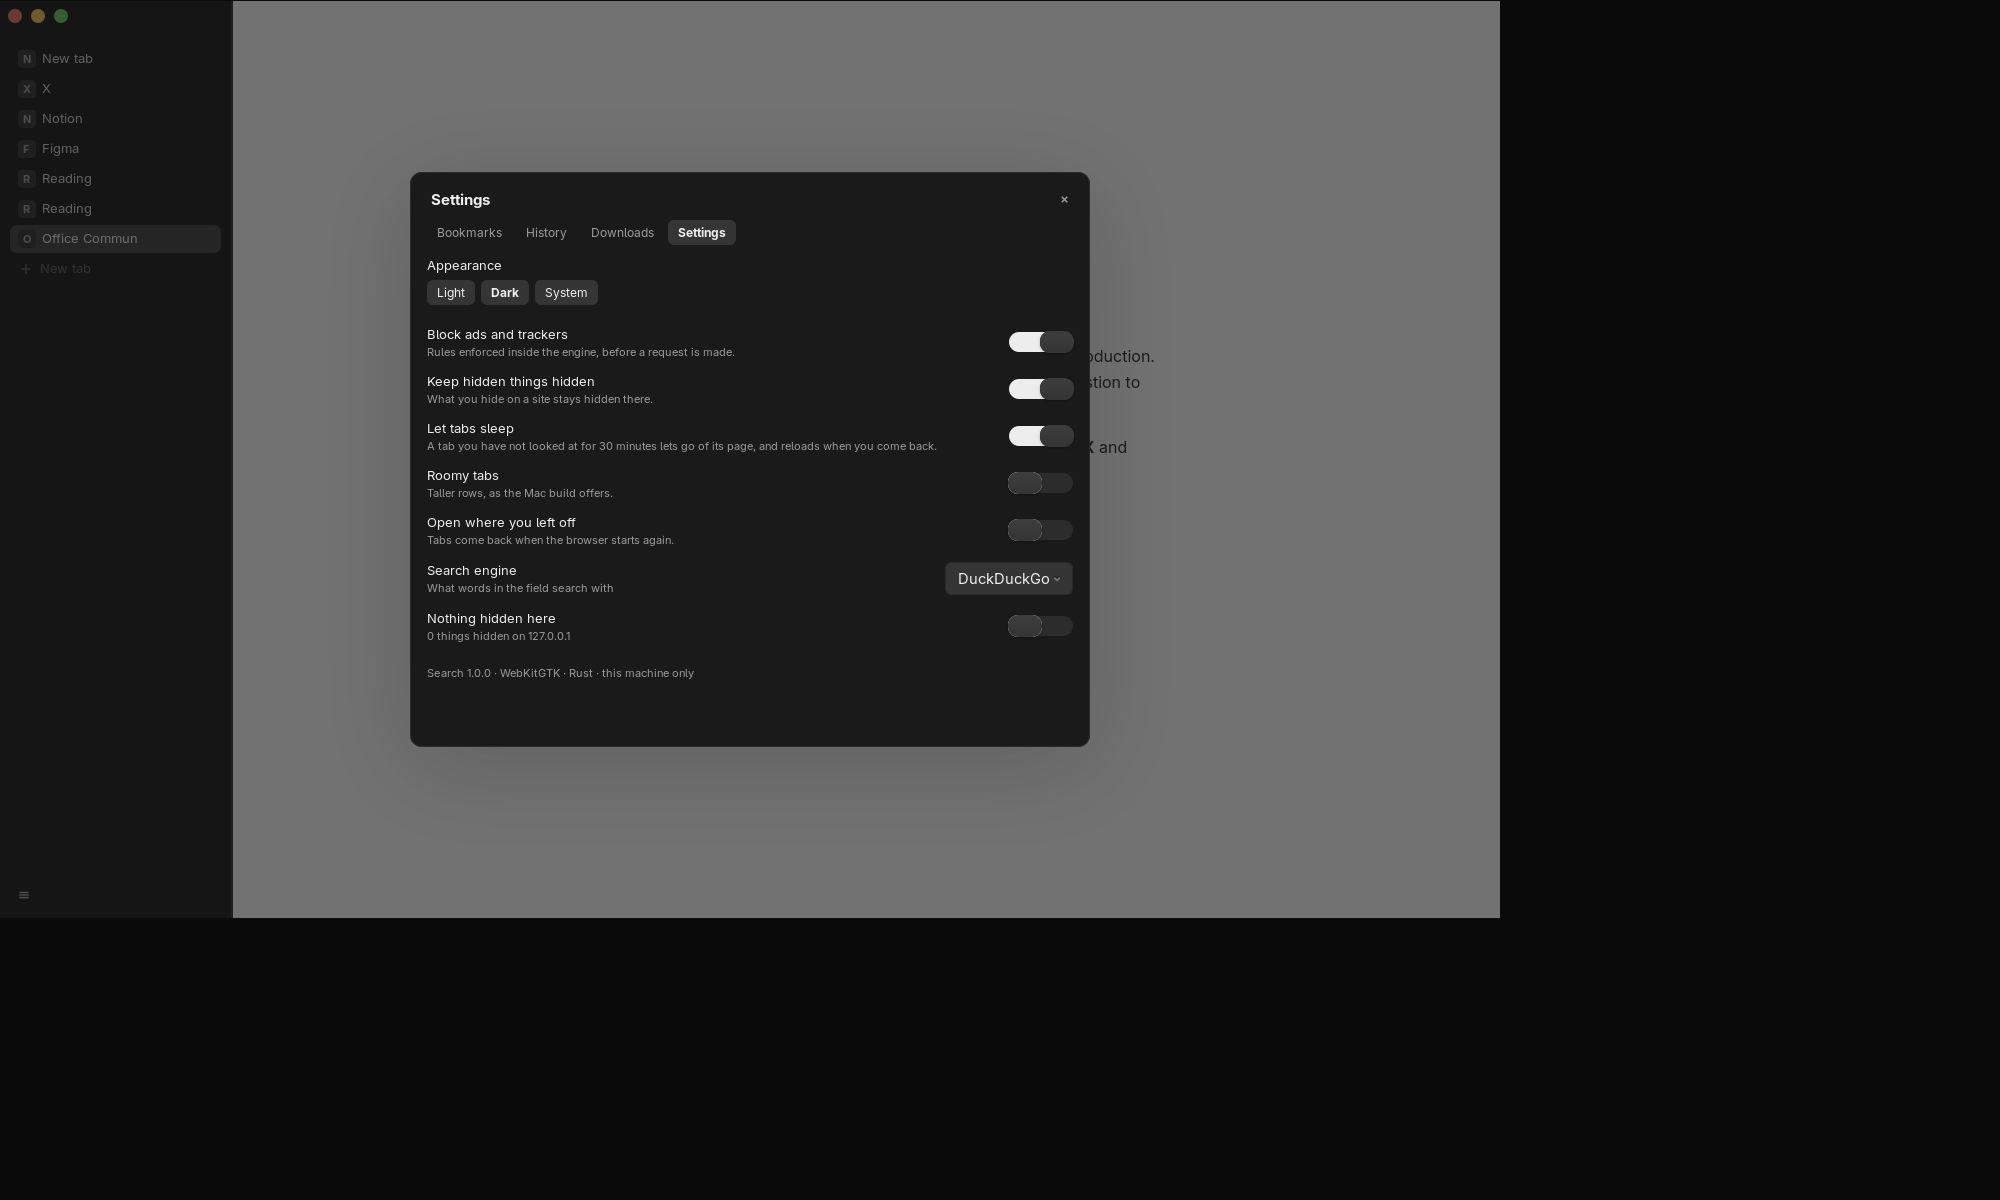 N New tab
X X
N Notion
F Figma
R Reading
R Reading
O Office Commun
+ New tab
Settings
×
Bookmarks History Downloads Settings
Appearance
Light Dark System
Block ads and trackers
Rules enforced inside the engine, before a request is made.
oduction.
Keep hidden things hidden
What you hide on a site stays hidden there.
stion to
Let tabs sleep
A tab you have not looked at for 30 minutes lets go of its page, and reloads when you come back.
X and
Roomy tabs
Taller rows, as the Mac build offers.
Open where you left off
Tabs come back when the browser starts again.
Search engine
What words in the field search with
DuckDuckGo
Nothing hidden here
0 things hidden on 127.0.0.1
Search 1.0.0 · WebKitGTK · Rust · this machine only